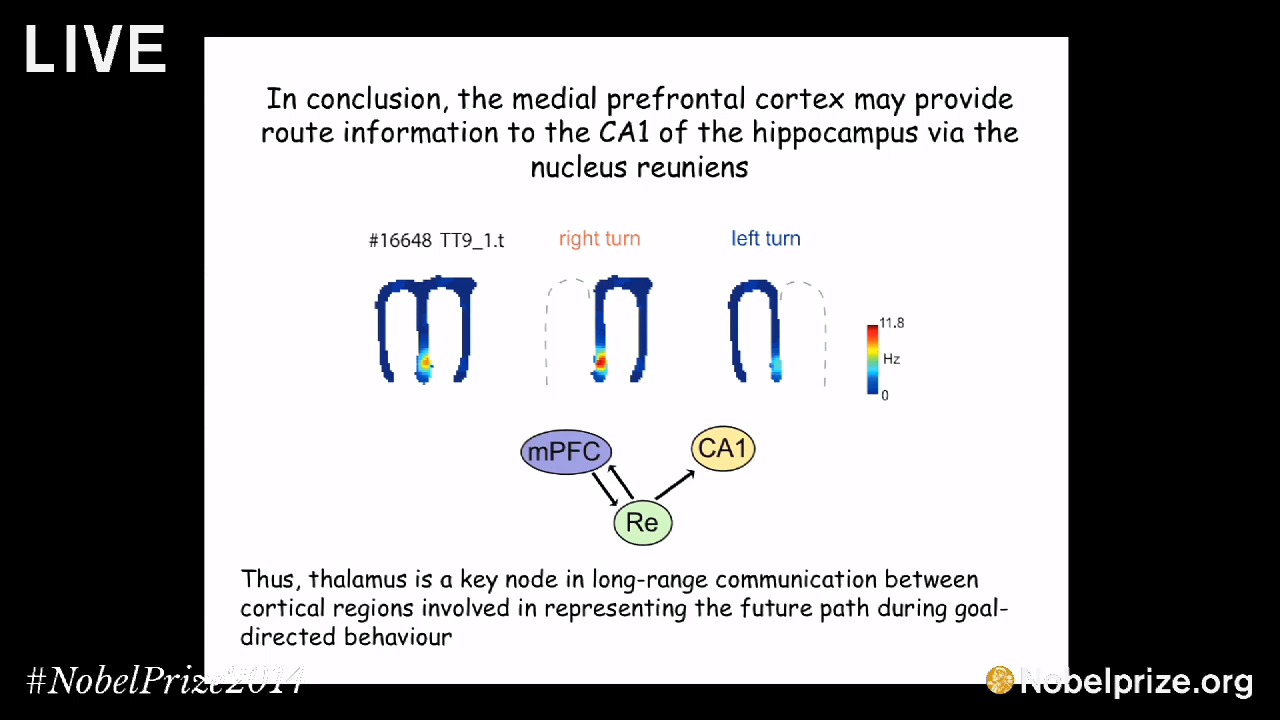 LIVE
In conclusion, the medial prefrontal cortex may provide
route information to the CA1 of the hippocampus via the
nucleus reuniens
#16648 TT9_1.t
right turn
left turn
11.8
Hz
0
mPFC
CA1
Re
Thus, thalamus is a key node in long-range communication between
cortical regions involved in representing the future path during goal-
directed behaviour
#NobelPrize2014
Nobelprize.org